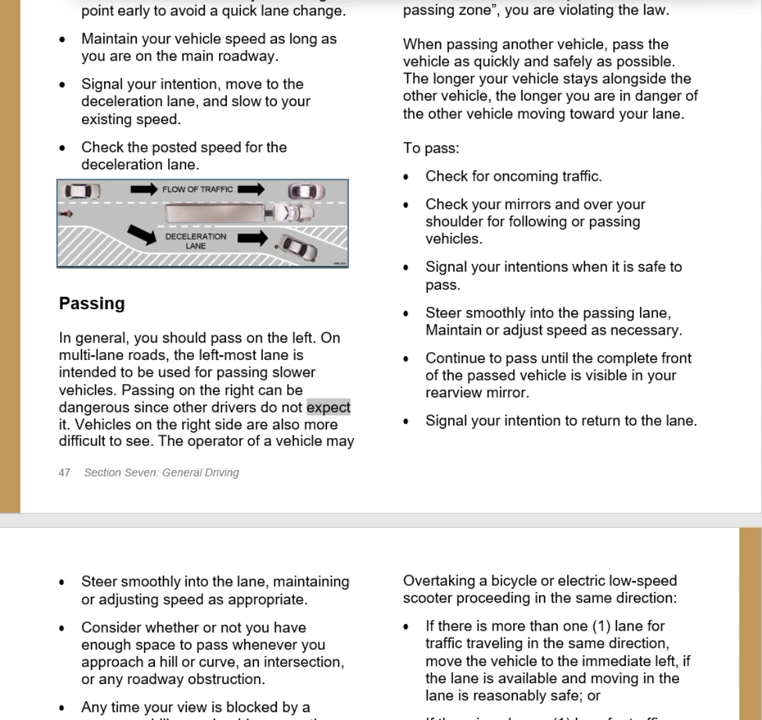 point early to avoid a quick lane change.
• Maintain your vehicle speed as long as
you are on the main roadway.
• Signal your intention, move to the
deceleration lane, and slow to your
existing speed.
• Check the posted speed for the
deceleration lane.
FLOW OF TRAFFIC
DECELERATION
LANE
Passing
In general, you should pass on the left. On
multi-lane roads, the left-most lane is
intended to be used for passing slower
vehicles. Passing on the right can be
dangerous since other drivers do not expect
it. Vehicles on the right side are also more
difficult to see. The operator of a vehicle may
47 Section Seven: General Driving
passing zone”, you are violating the law.
When passing another vehicle, pass the
vehicle as quickly and safely as possible.
The longer your vehicle stays alongside the
other vehicle, the longer you are in danger of
the other vehicle moving toward your lane.
To pass:
• Check for oncoming traffic.
• Check your mirrors and over your
shoulder for following or passing
vehicles.
• Signal your intentions when it is safe to
pass.
• Steer smoothly into the passing lane,
Maintain or adjust speed as necessary.
• Continue to pass until the complete front
of the passed vehicle is visible in your
rearview mirror.
• Signal your intention to return to the lane.
• Steer smoothly into the lane, maintaining
or adjusting speed as appropriate.
• Consider whether or not you have
enough space to pass whenever you
approach a hill or curve, an intersection,
or any roadway obstruction.
• Any time your view is blocked by a
Overtaking a bicycle or electric low-speed
scooter proceeding in the same direction:
• If there is more than one (1) lane for
traffic traveling in the same direction,
move the vehicle to the immediate left, if
the lane is available and moving in the
lane is reasonably safe; or